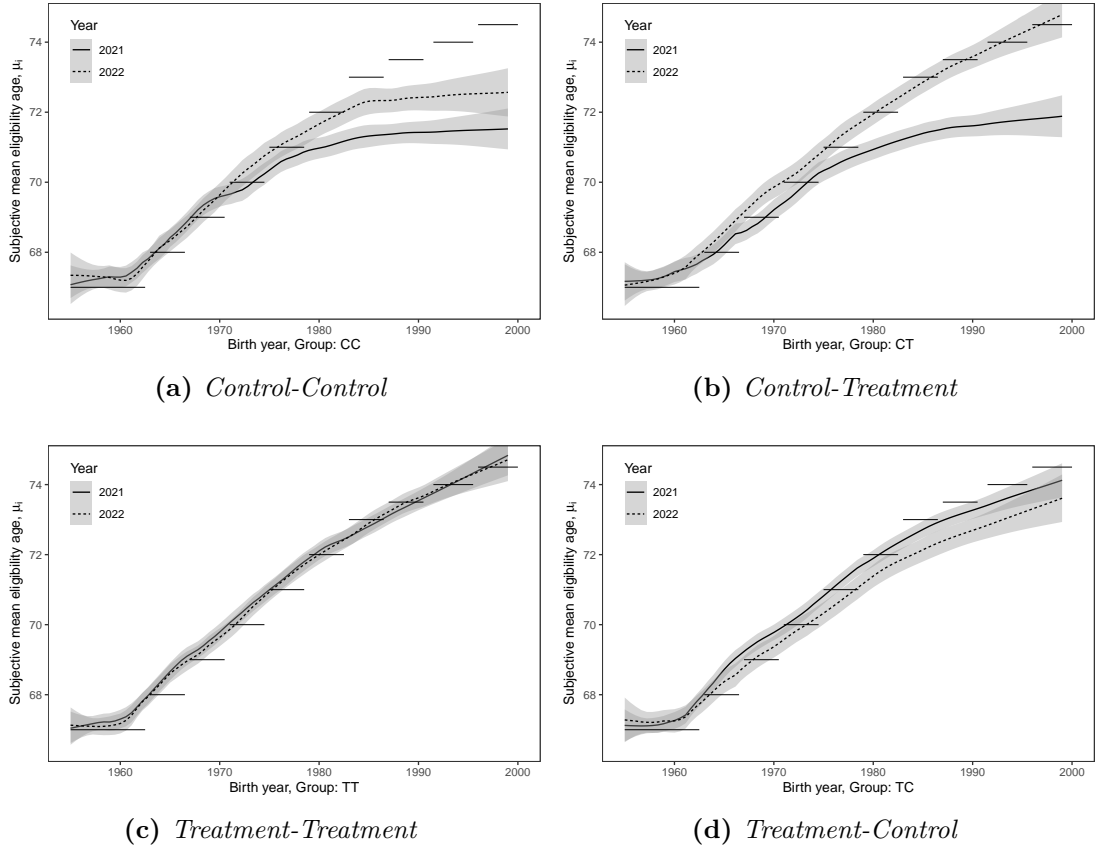 Year
2021
2022
74
72
70
68
Subjective mean eligibility age, μi
1960
1970
1980
1990
2000
Birth year, Group: CC
(a) Control-Control
Year
2021
2022
74
72
70
68
Subjective mean eligibility age, μi
1960
1970
1980
1990
2000
Birth year, Group: CT
(b) Control-Treatment
Year
2021
2022
74
72
70
68
Subjective mean eligibility age, μi
1960
1970
1980
1990
2000
Birth year, Group: TT
(c) Treatment-Treatment
Year
2021
2022
74
72
70
68
Subjective mean eligibility age, μi
1960
1970
1980
1990
2000
Birth year, Group: TC
(d) Treatment-Control